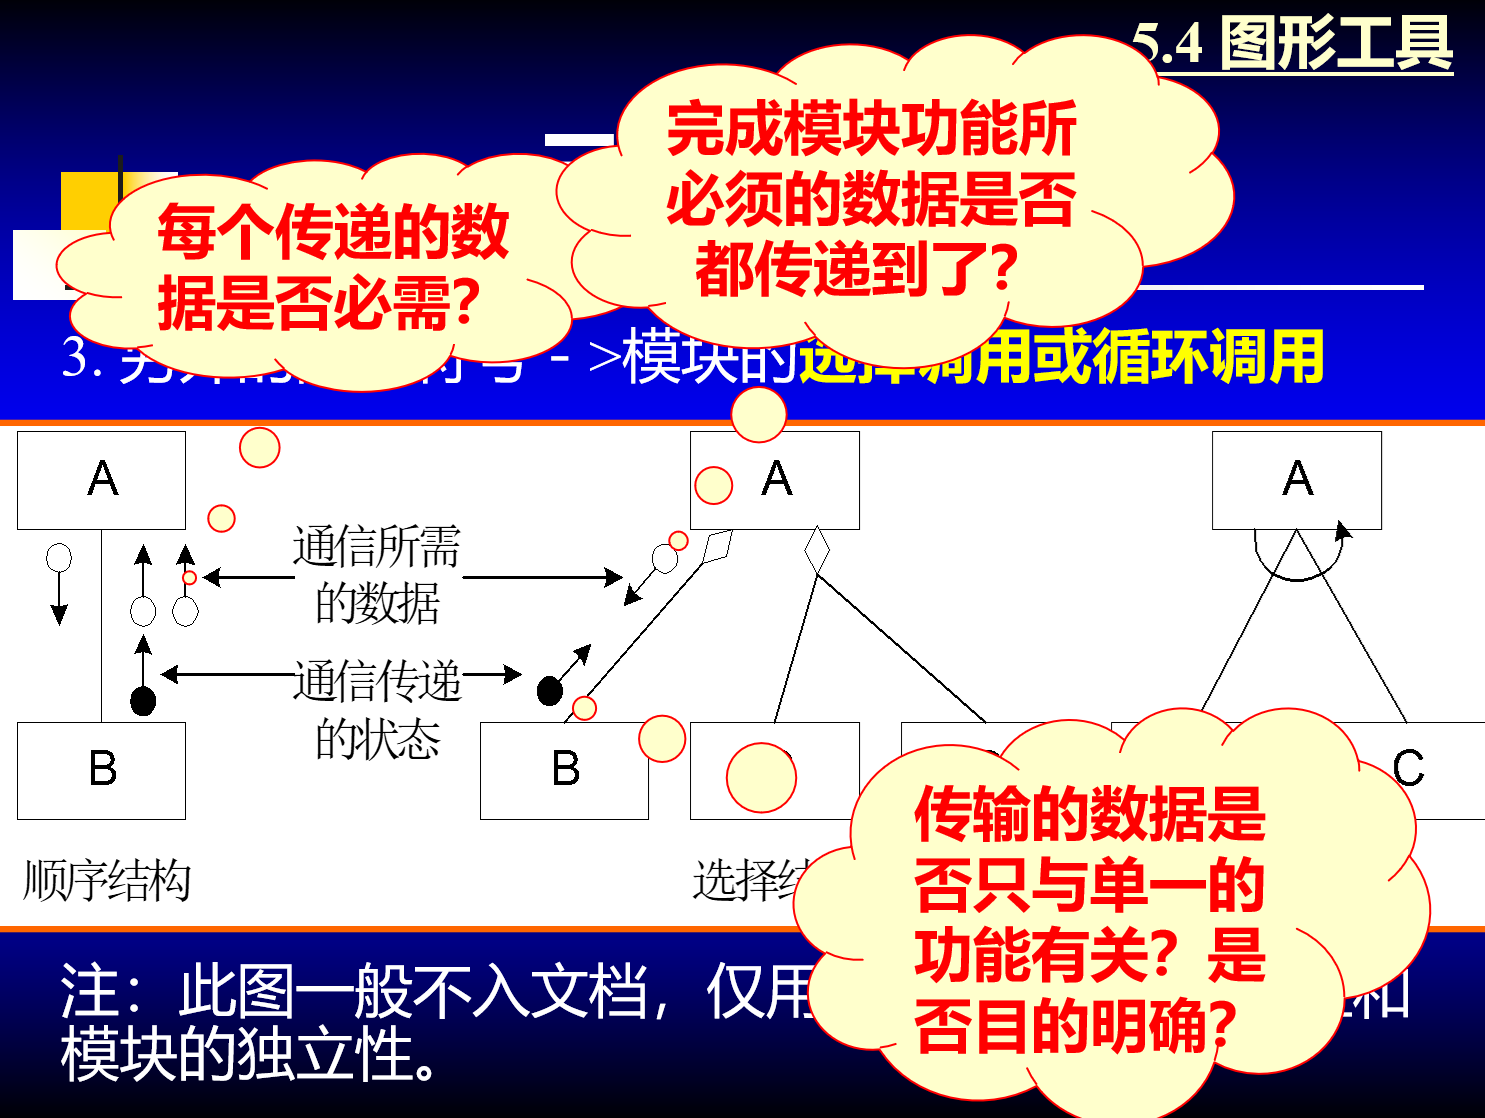 5.4 图形工具
完成模块功能所
必须的数据是否
都传递到了？
每个传递的数
据是否必需？
3.
->模块的选择调用或循环调用
A
A
A
通信所需
的数据
通信传递
的状态
B
B
C
传输的数据是
否只与单一的
功能有关？是
否目的明确？
顺序结构
选择结
注：此图一般不入文档，仅用
和
模块的独立性。